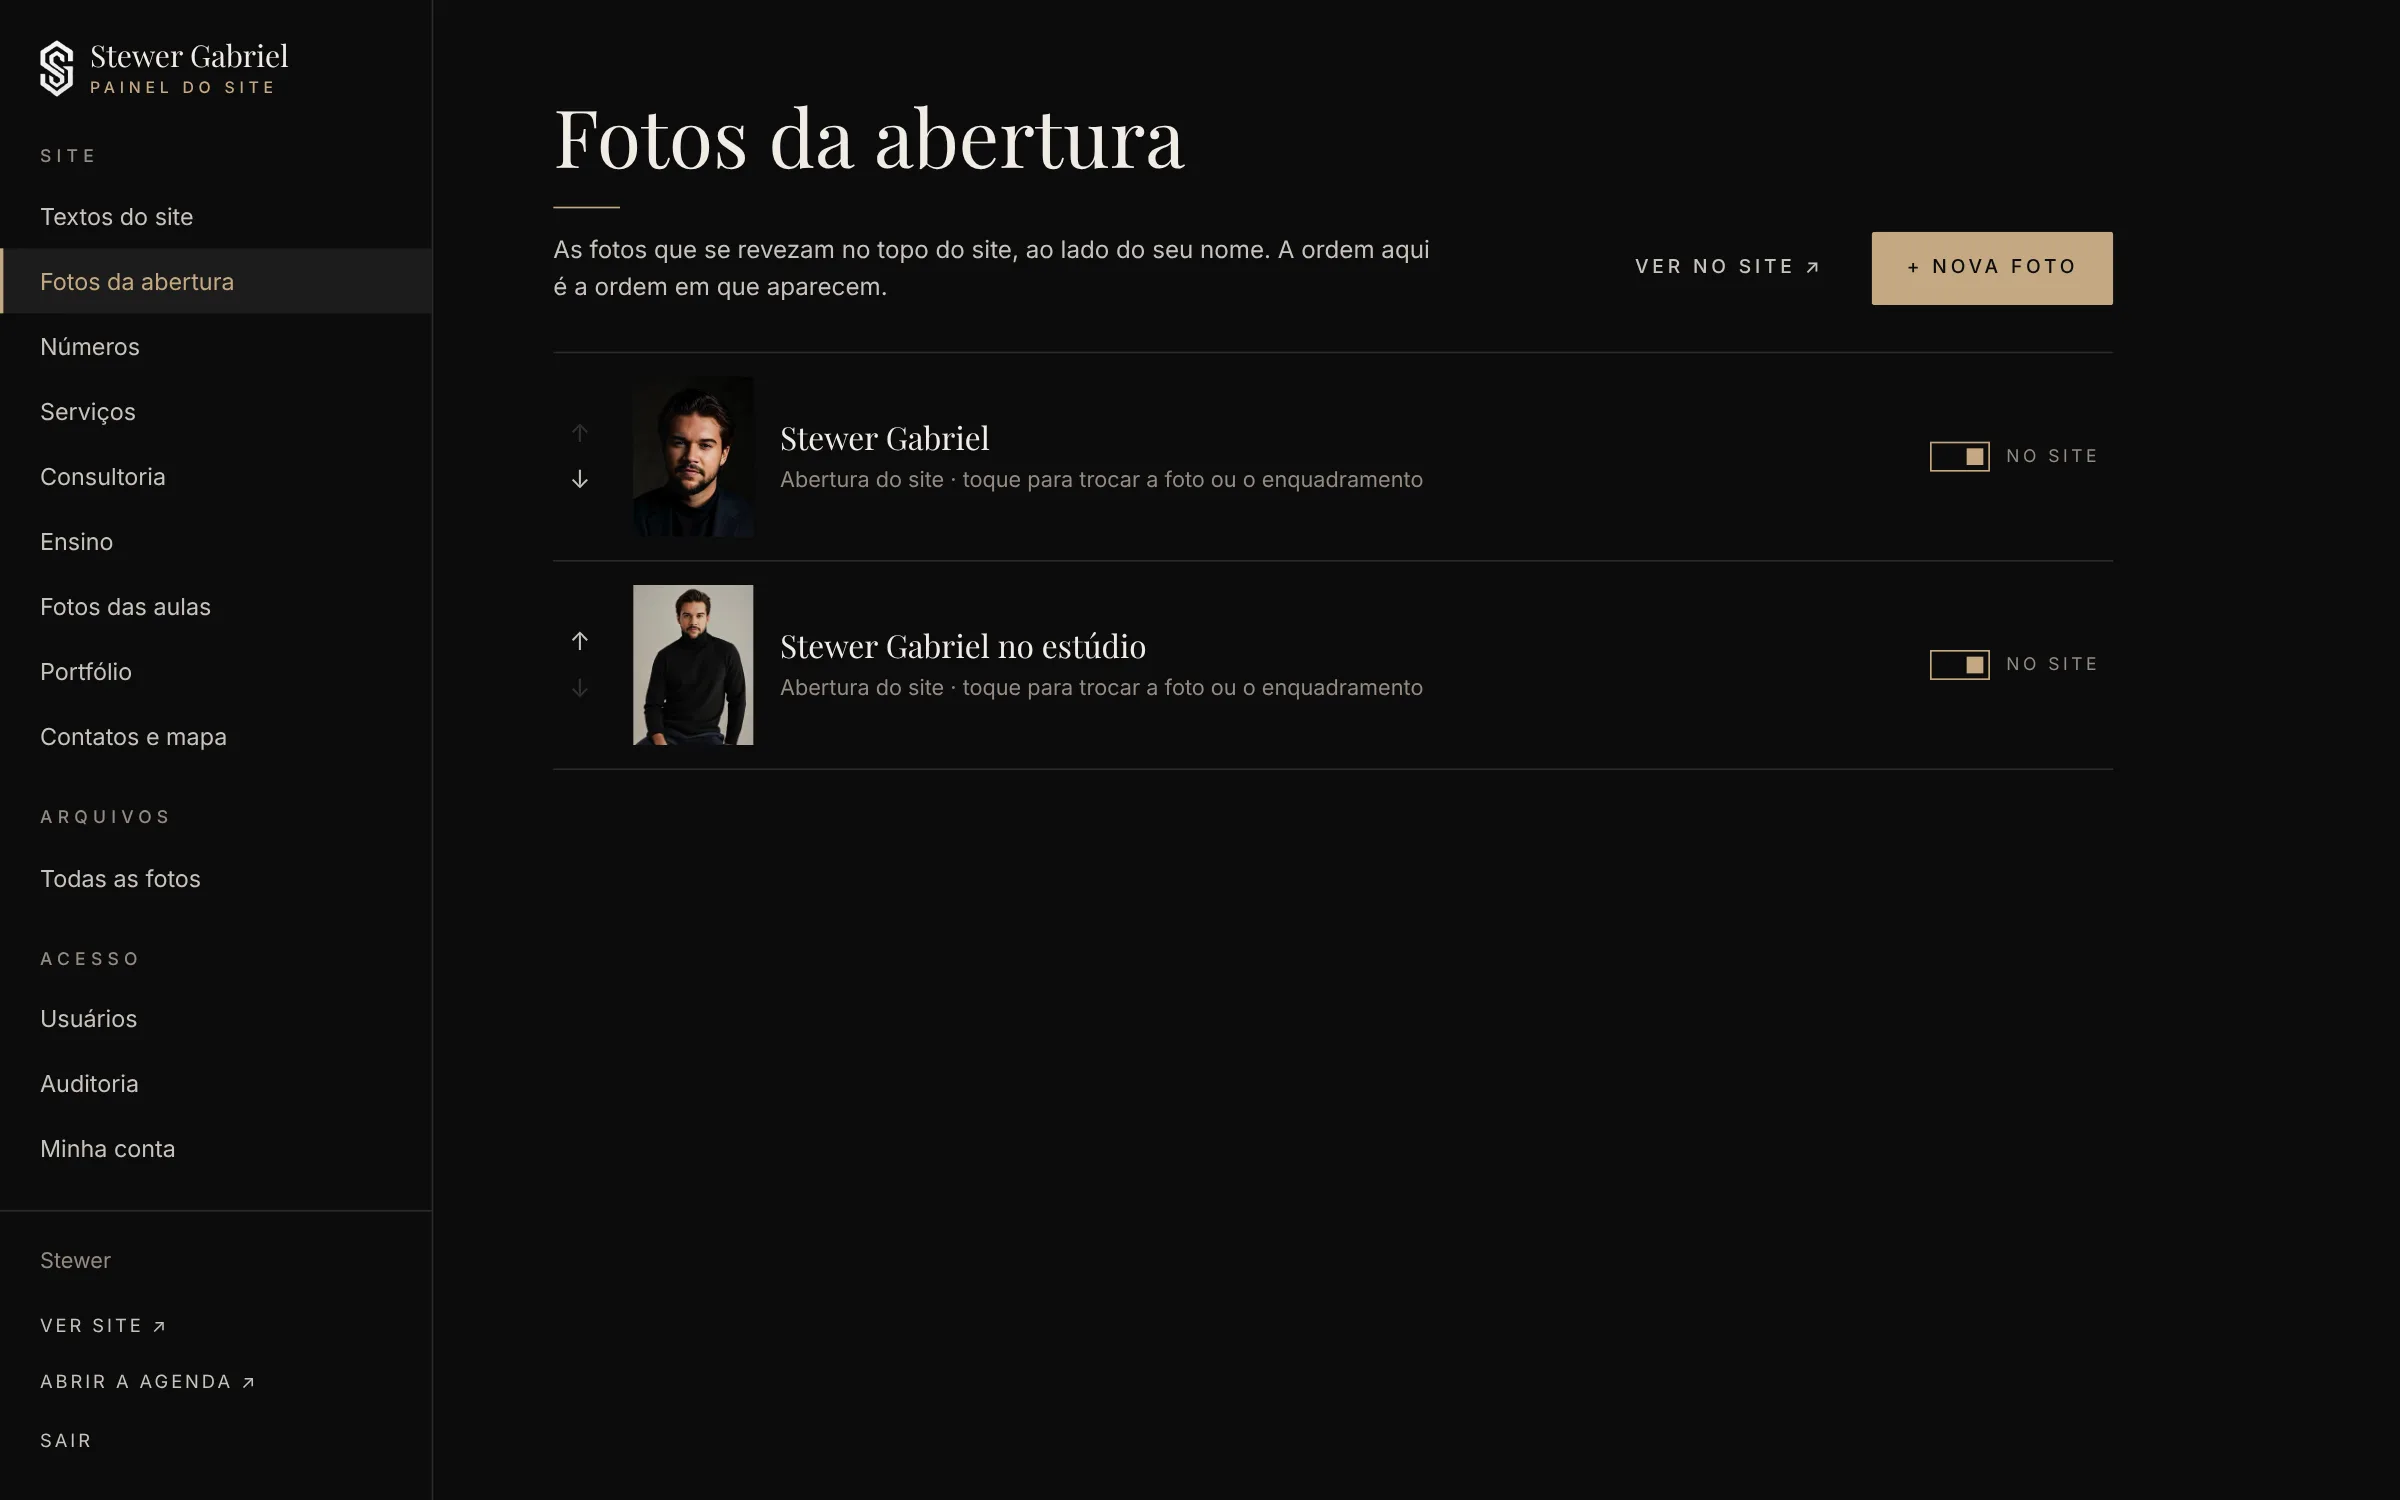 Stewer Gabriel
PAINEL DO SITE
SITE
Textos do site
Fotos da abertura
Números
Serviços
Consultoria
Ensino
Fotos das aulas
Portfólio
Contatos e mapa
ARQUIVOS
Todas as fotos
ACESSO
Usuários
Auditoria
Minha conta
Stewer
VER SITE ↗
ABRIR A AGENDA ↗
SAIR
Fotos da abertura
As fotos que se revezam no topo do site, ao lado do seu nome. A ordem aqui
é a ordem em que aparecem.
VER NO SITE ↗
+ NOVA FOTO
Stewer Gabriel
Abertura do site · toque para trocar a foto ou o enquadramento
NO SITE
Stewer Gabriel no estúdio
Abertura do site · toque para trocar a foto ou o enquadramento
NO SITE